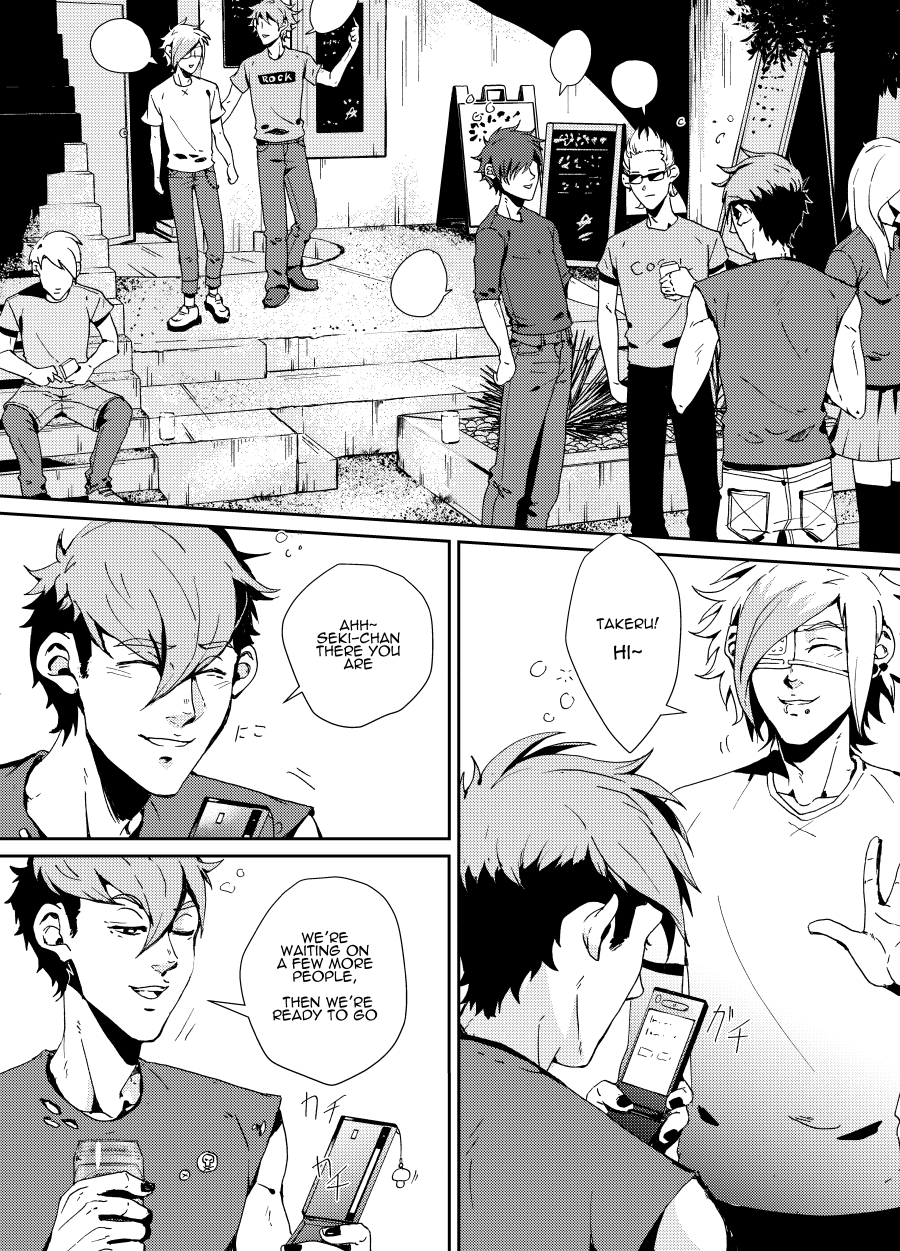 ROCK
TAKERU!
HI~
AHH~
SEKI-CHAN
THERE YOU
ARE
にこ
ガチ
WE'RE
WAITING ON
A FEW MORE
PEOPLE,
THEN WE'RE
READY TO GO
カチ
カチ